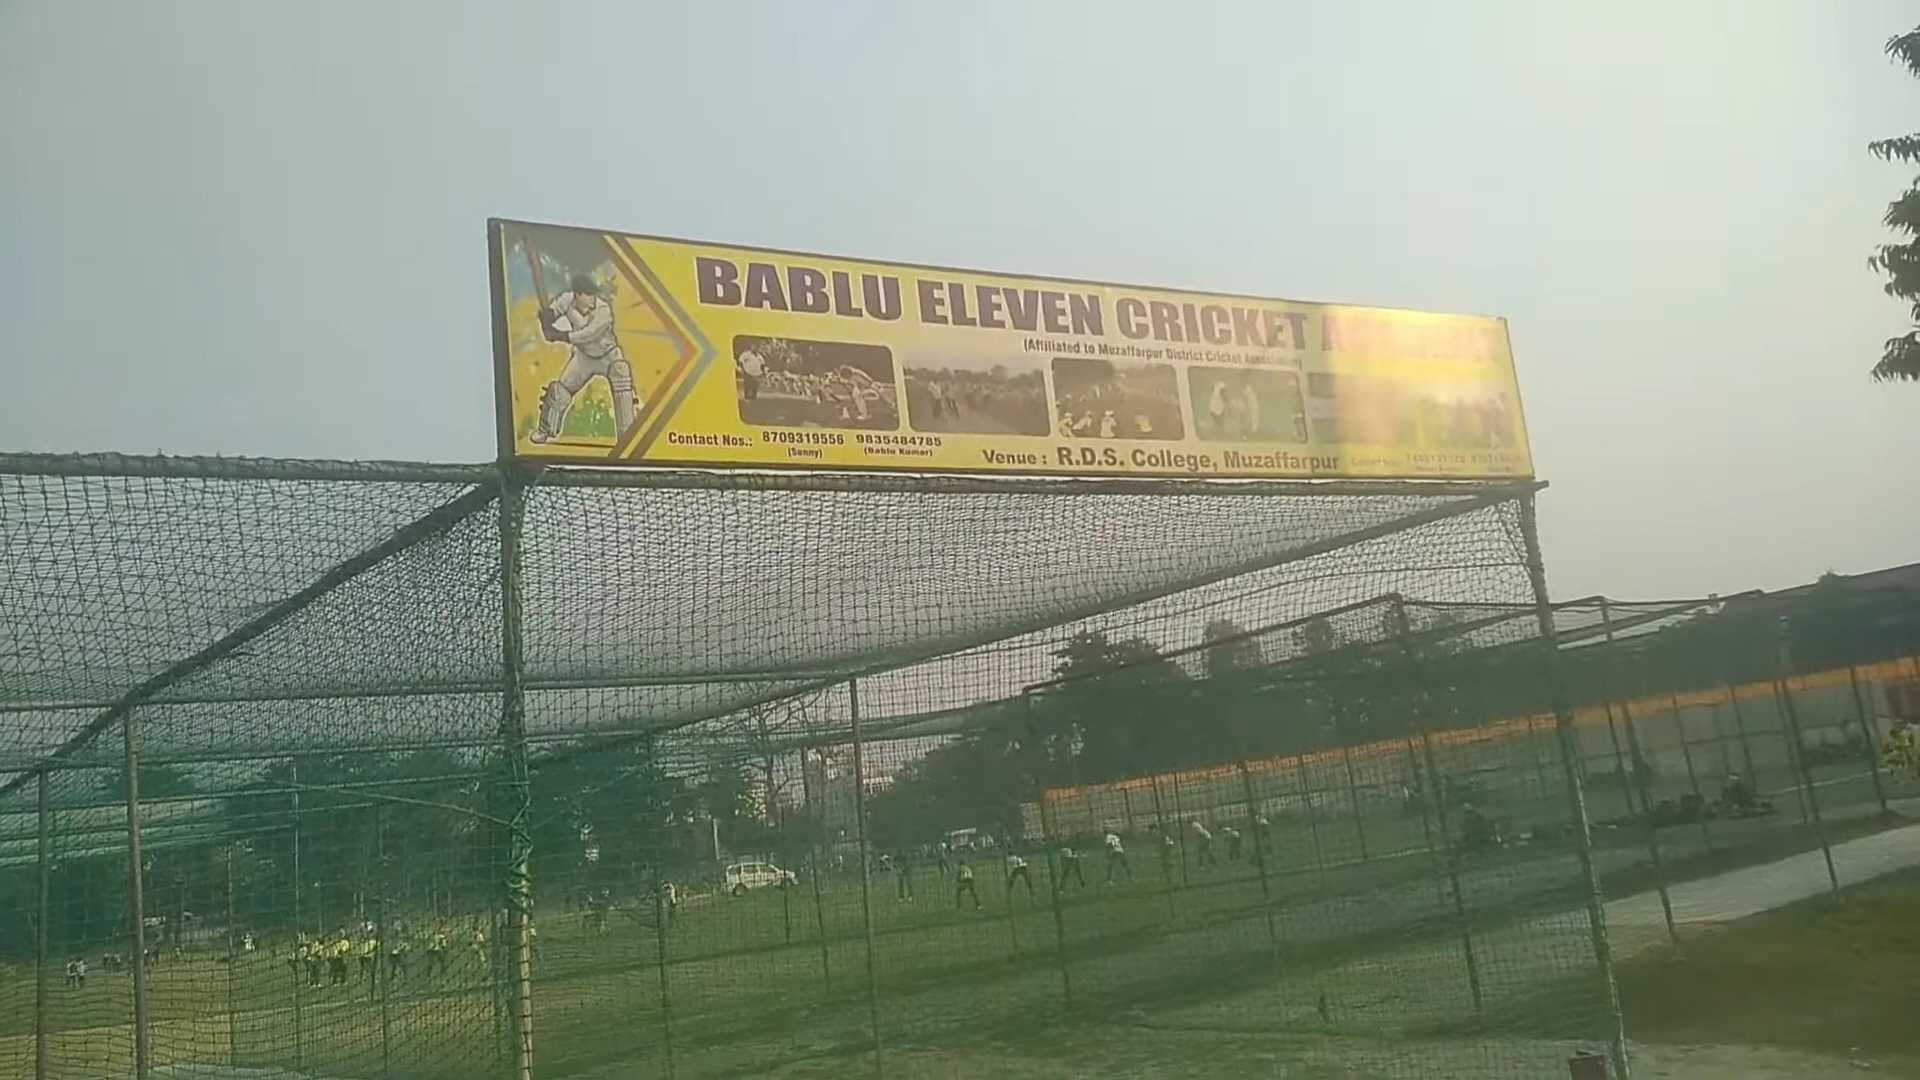 BABLU ELEVEN CRICKET
(Affiliated to Muzaffarpur District Cricket Association)
Contact Nos.: 8709319556 9835484785
(Sunny) (Bablu Kumar)
Venue : R.D.S. College, Muzaffarpur